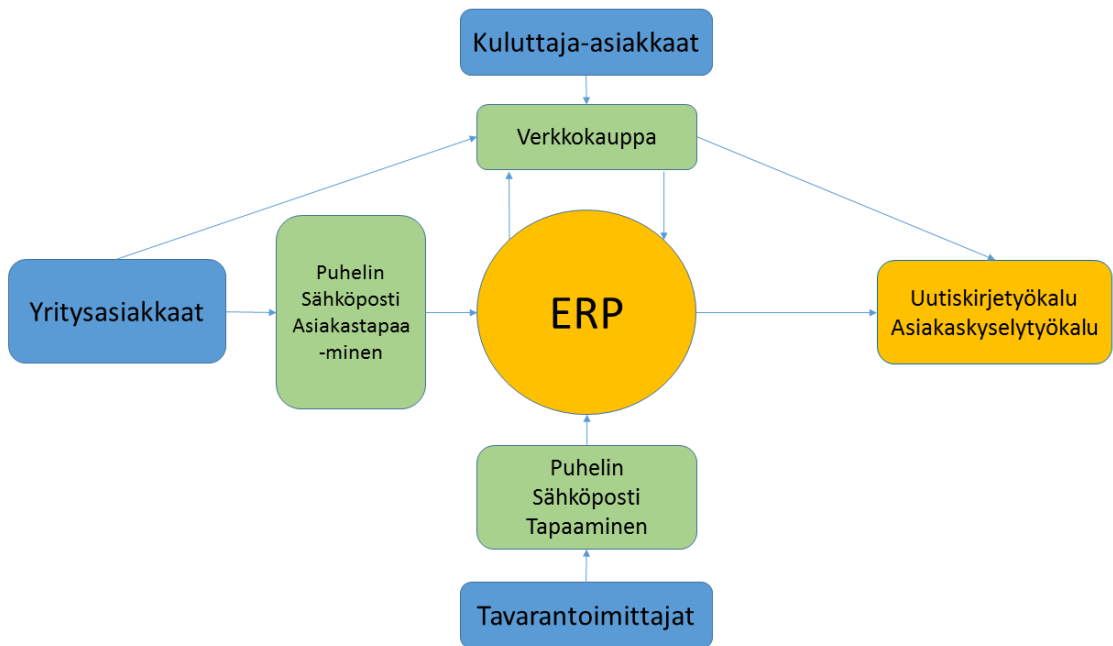 Kuluttaja-asiakkaat
Verkkokauppa
Yritysasiakkaat
Puhelin
Sähköposti
Asiakastapaa
-minen
ERP
Uutiskirjetyökalu
Asiakaskyselytyökalu
Puhelin
Sähköposti
Tapaaminen
Tavarantoimittajat